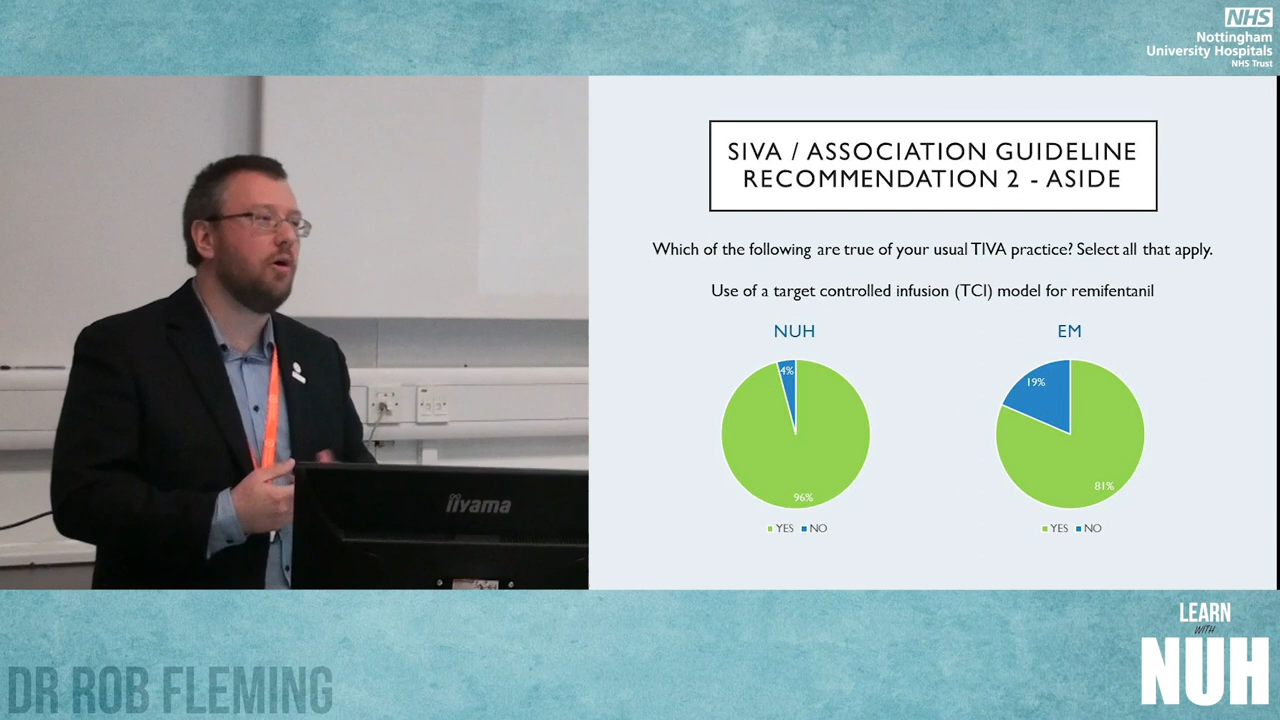 NHS
Nottingham
University Hospitals
NHS Trust
SIVA / ASSOCIATION GUIDELINE
RECOMMENDATION 2 - ASIDE
Which of the following are true of your usual TIVA practice? Select all that apply.
Use of a target controlled infusion (TCI) model for remifentanil
NUH
EM
4%
96%
19%
81%
YES NO
YES NO
iiyama
DR ROB FLEMING
LEARN
WITH
NUH